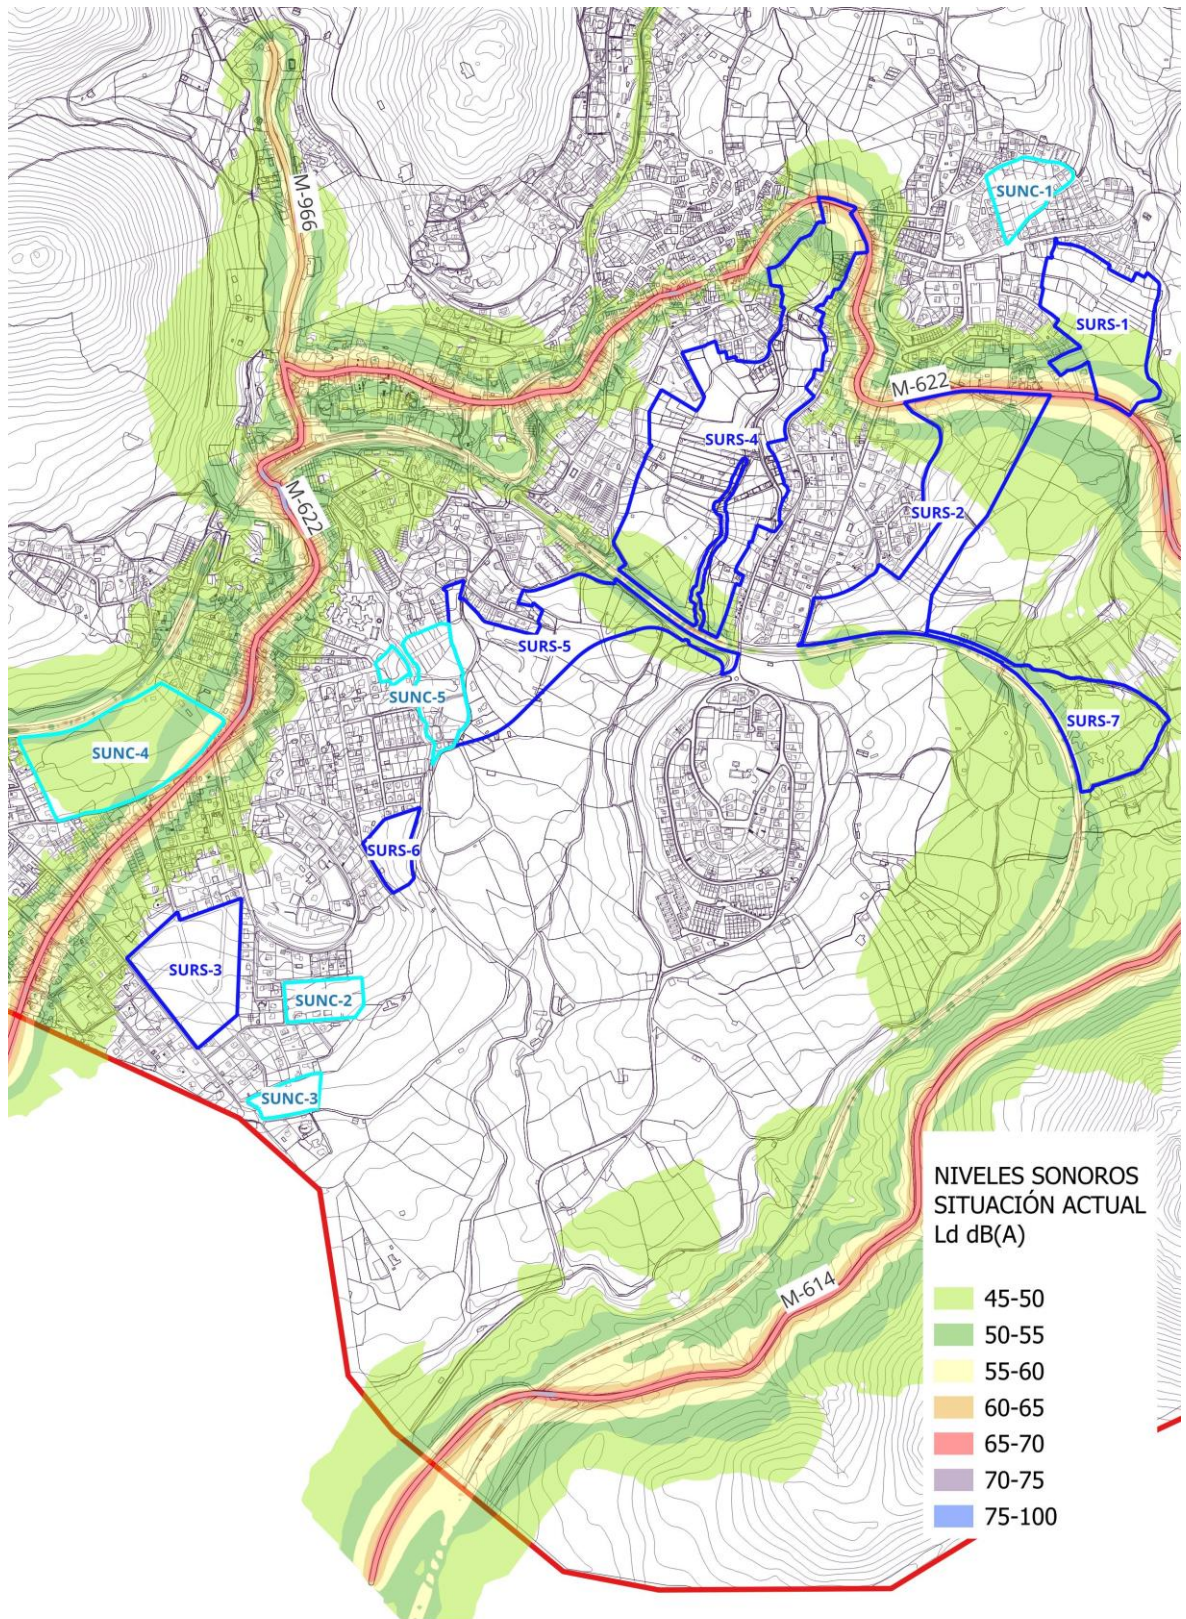 M-966
SUNC-1
SURS-1
M-622
SURS-4
M-622
SURS-2
SURS-5
SUNC-5
SURS-7
SUNC-4
SURS-6
SURS-3
SUNC-2
SUNC-3
M-614
NIVELES SONOROS
SITUACIÓN ACTUAL
Ld dB(A)
45-50
50-55
55-60
60-65
65-70
70-75
75-100